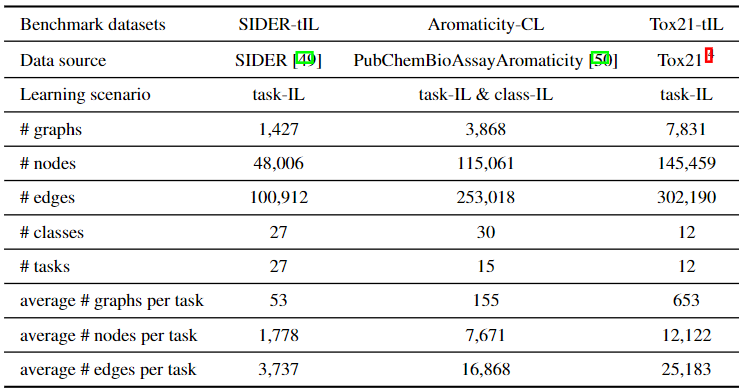 Benchmark datasets SIDER-tIL Aromaticity-CL Tox21-tIL
Data source SIDER [49] PubChemBioAssayAromaticity [50] Tox21
Learning scenario task-IL task-IL & class-IL task-IL
# graphs 1,427 3,868 7,831
# nodes 48,006 115,061 145,459
# edges 100,912 253,018 302,190
# classes 27 30 12
# tasks 27 15 12
average # graphs per task 53 155 653
average # nodes per task 1,778 7,671 12,122
average # edges per task 3,737 16,868 25,183